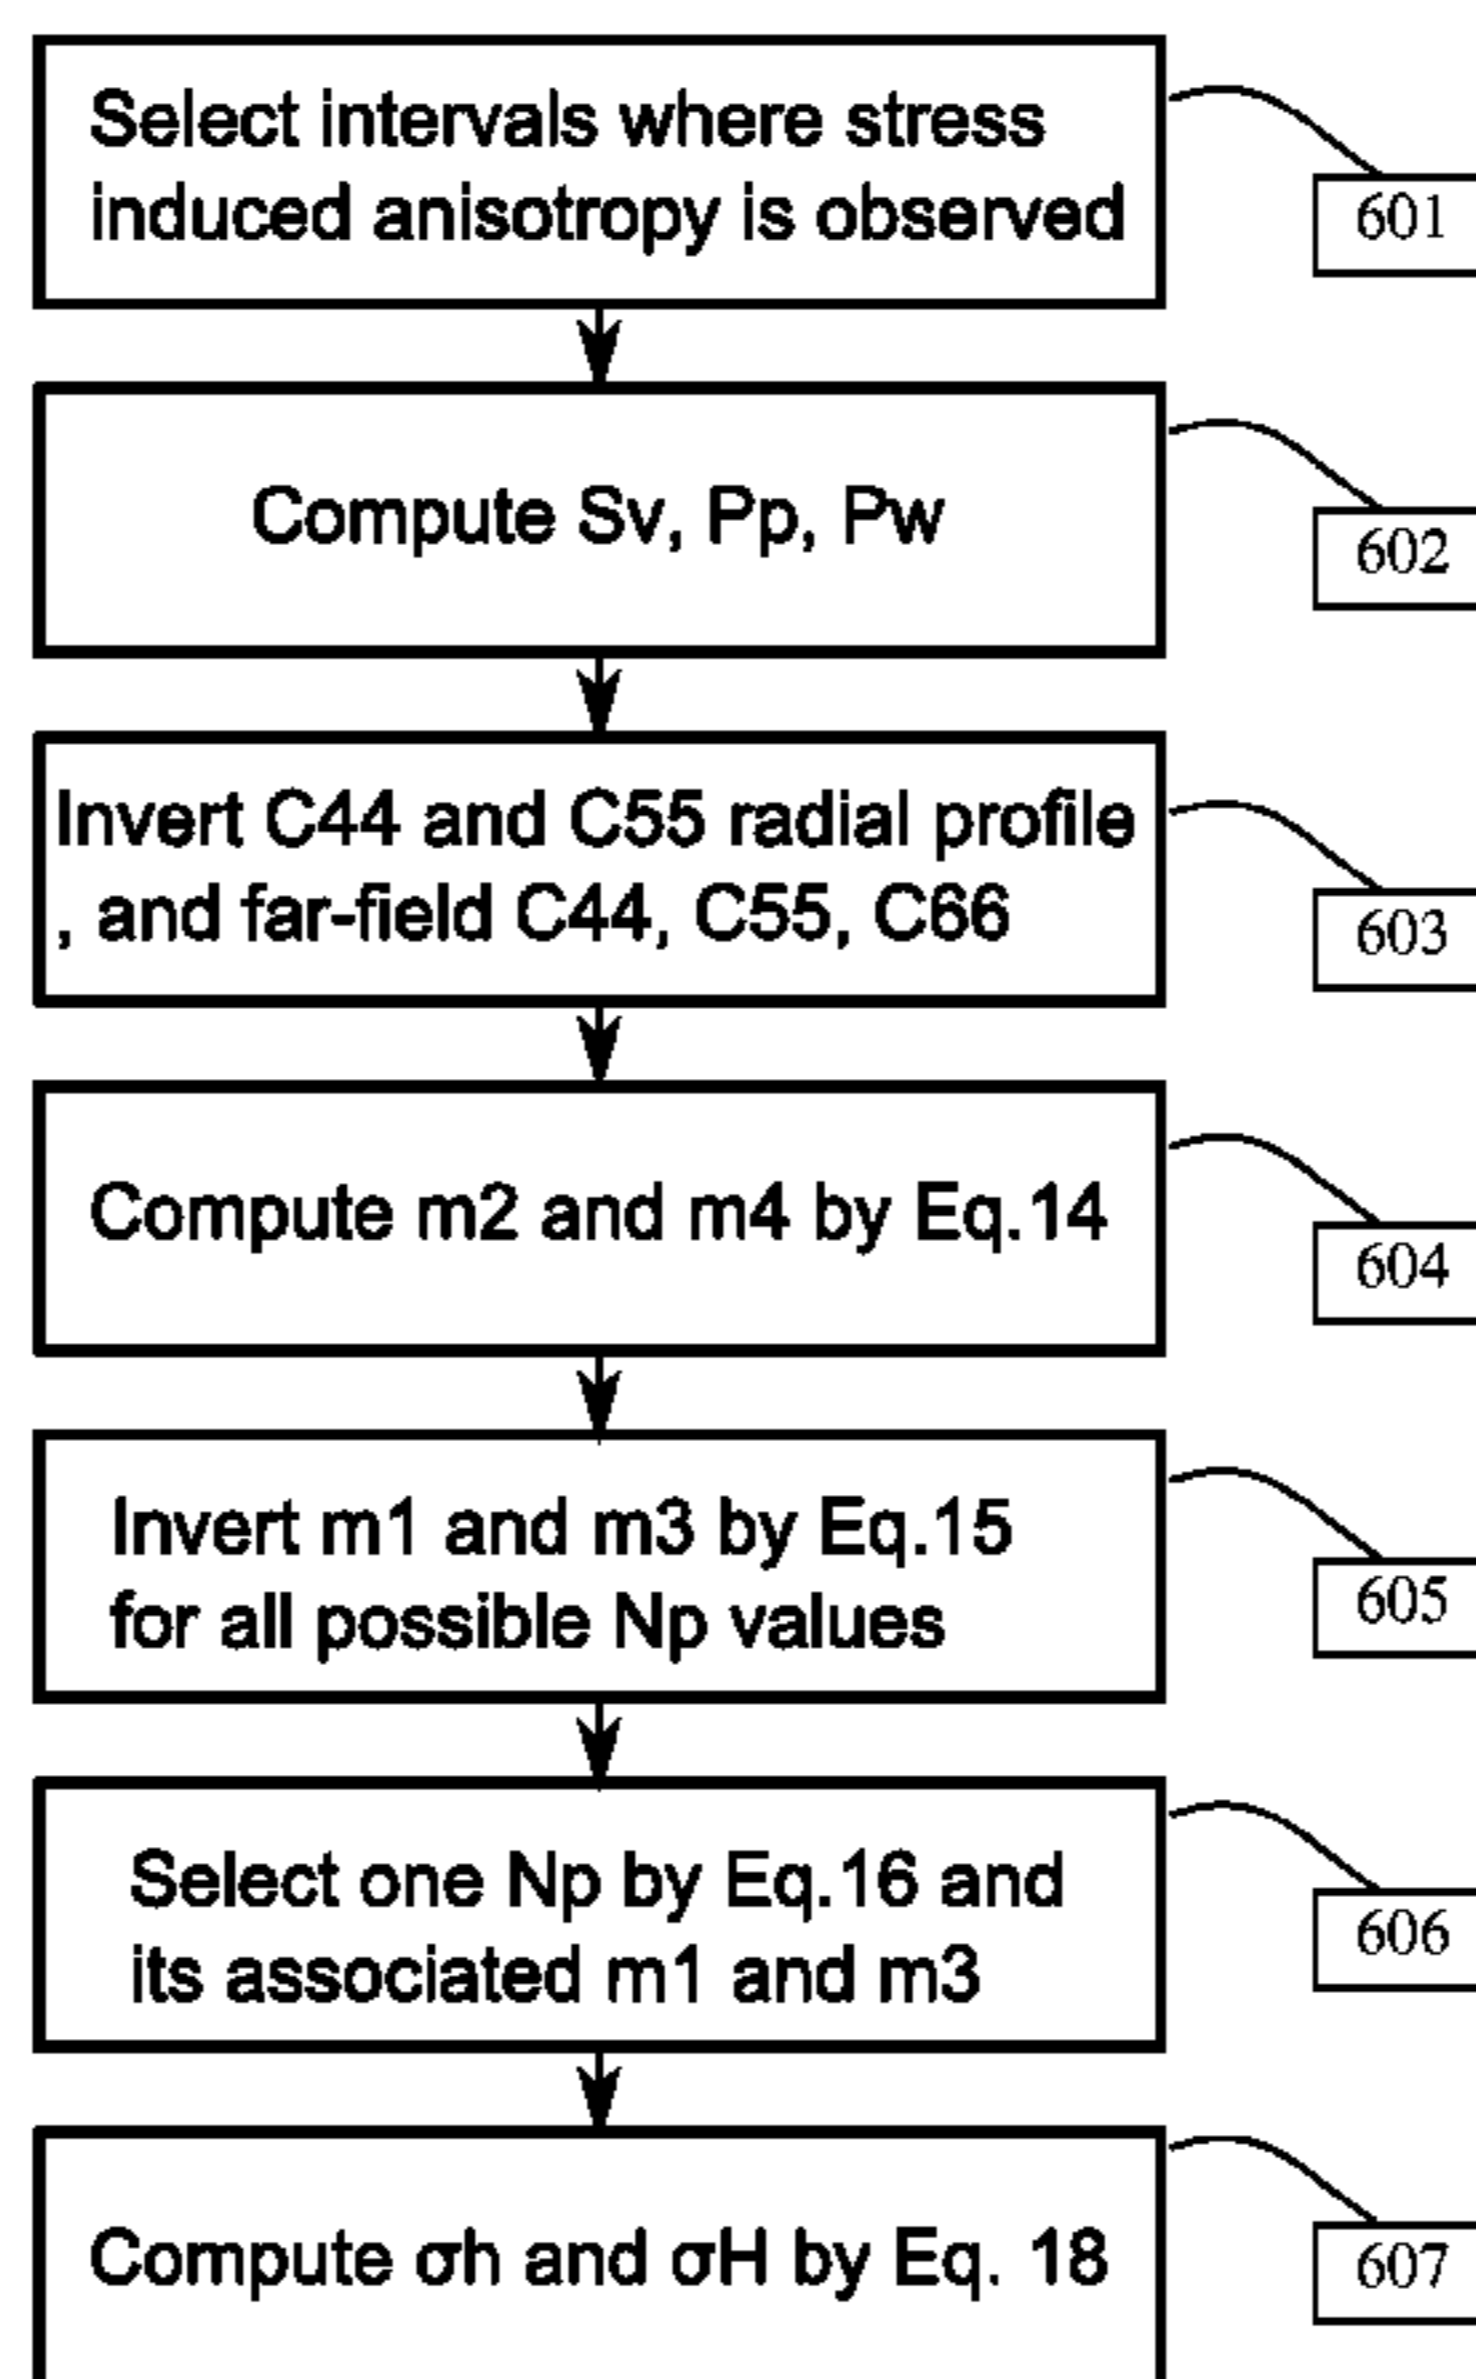 Select intervals where stress
induced anisotropy is observed
601
Compute Sv, Pp, Pw
602
Invert C44 and C55 radial profile
, and far-field C44, C55, C66
603
Compute m2 and m4 by Eq.14
604
Invert m1 and m3 by Eq.15
for all possible Np values
605
Select one Np by Eq.16 and
its associated m1 and m3
606
Compute σh and σH by Eq. 18
607